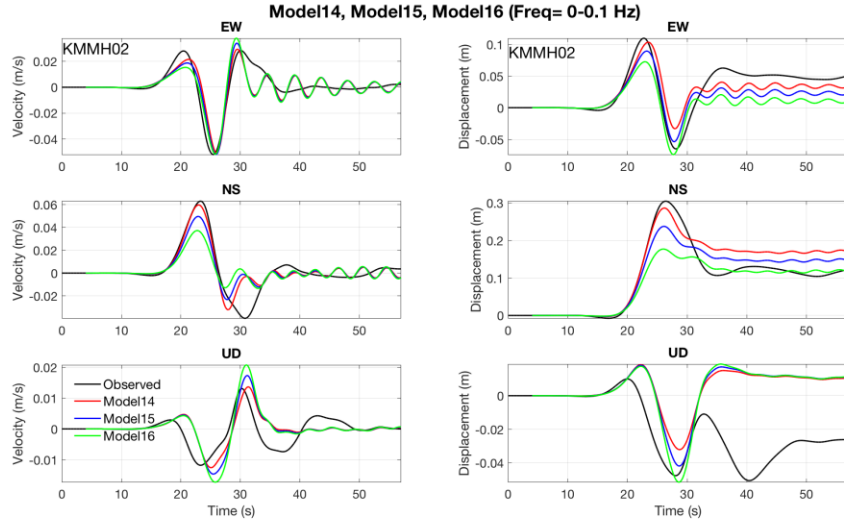 Model14, Model15, Model16 (Freq= 0-0.1 Hz)
EW
KMMH02
Velocity (m/s)
0.02
0
-0.02
-0.04
0 10 20 30 40 50
EW
KMMH02
Displacement (m)
0.1
0.05
0
-0.05
0 10 20 30 40 50
NS
Velocity (m/s)
0.06
0.04
0.02
0
-0.02
0 10 20 30 40 50
NS
Displacement (m)
0.3
0.2
0.1
0
0 10 20 30 40 50
UD
Velocity (m/s)
0.02
0.01
0
-0.01
Observed
Model14
Model15
Model16
0 10 20 30 40 50
Time (s)
UD
Displacement (m)
0
-0.02
-0.04
0 10 20 30 40 50
Time (s)